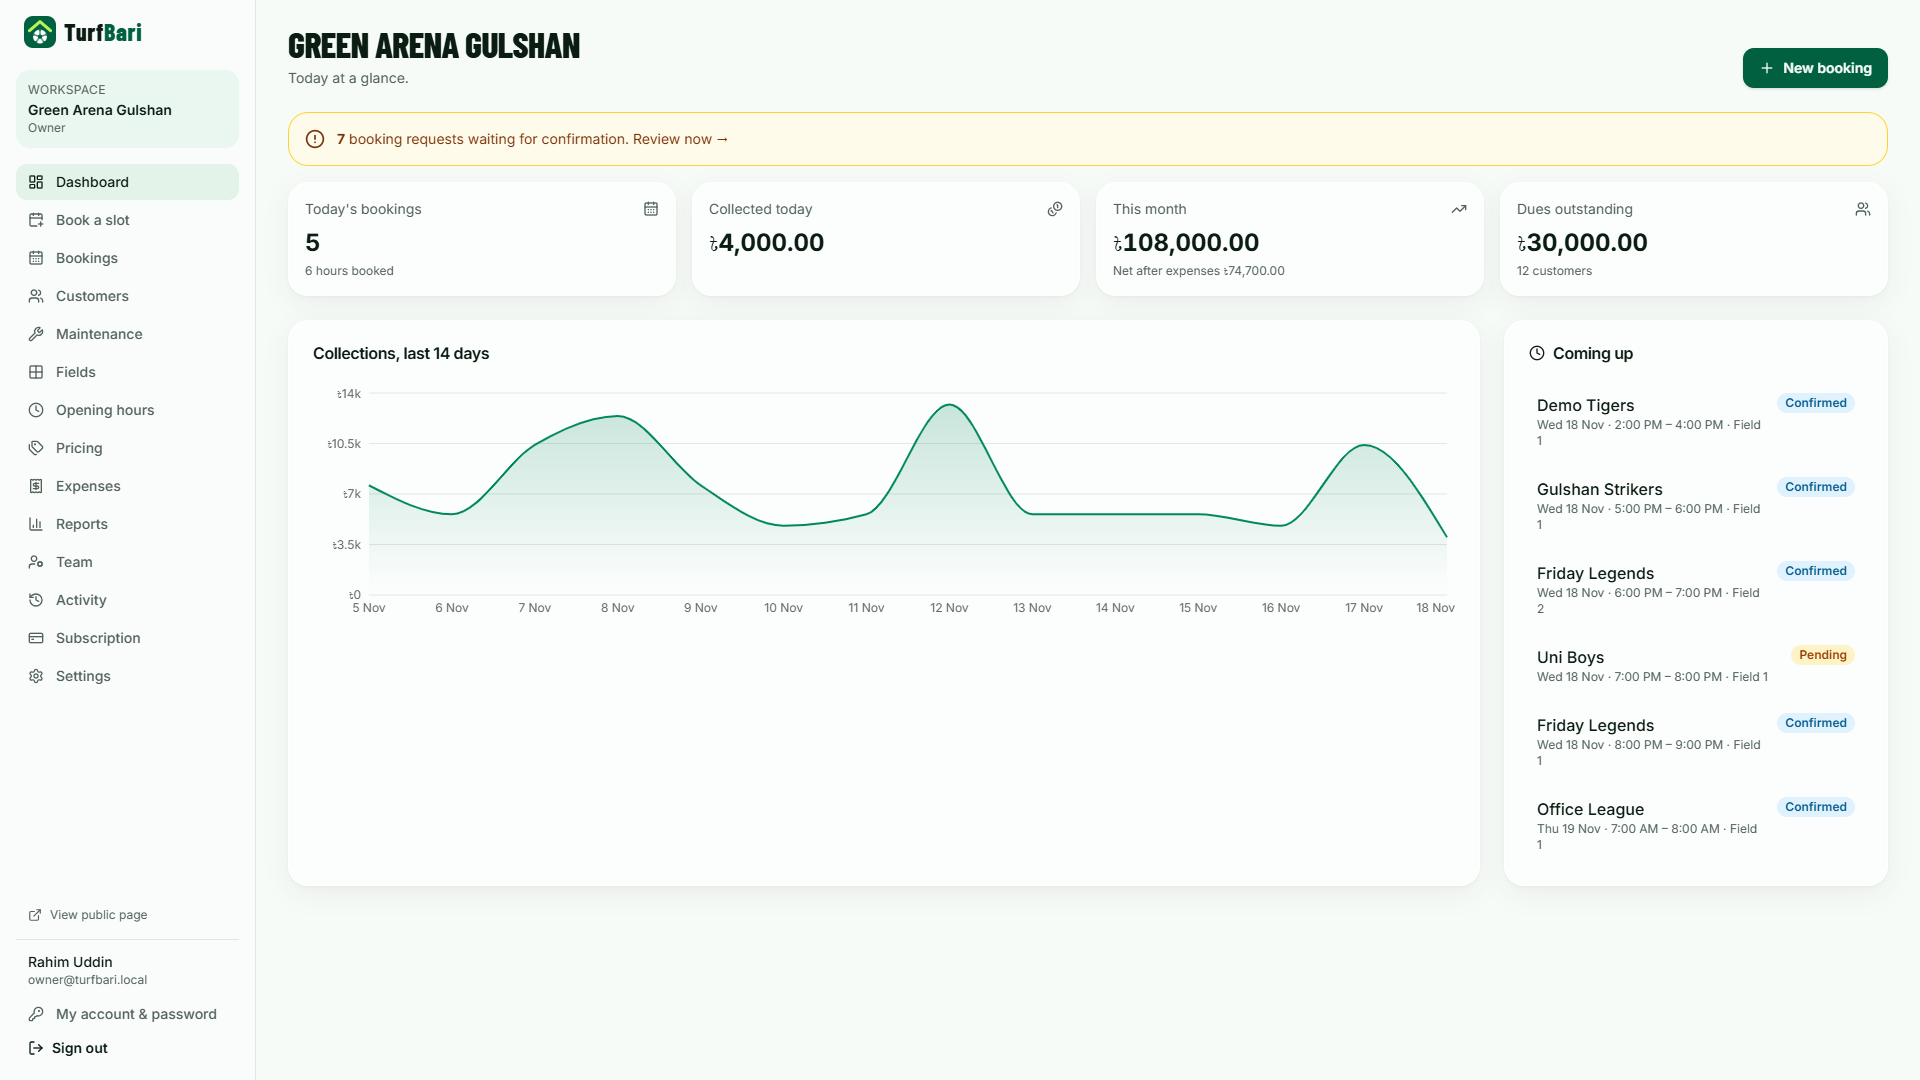 TurfBari
WORKSPACE
Green Arena Gulshan
Owner
Dashboard
Book a slot
Bookings
Customers
Maintenance
Fields
Opening hours
Pricing
Expenses
Reports
Team
Activity
Subscription
Settings
View public page
Rahim Uddin
owner@turfbari.local
My account & password
Sign out
GREEN ARENA GULSHAN
Today at a glance.
+ New booking
7 booking requests waiting for confirmation. Review now →
Today's bookings
5
6 hours booked
Collected today
৳4,000.00
This month
৳108,000.00
Net after expenses ৳74,700.00
Dues outstanding
৳30,000.00
12 customers
Collections, last 14 days
৳14k
৳10.5k
৳7k
৳3.5k
৳0
5 Nov 6 Nov 7 Nov 8 Nov 9 Nov 10 Nov 11 Nov 12 Nov 13 Nov 14 Nov 15 Nov 16 Nov 17 Nov 18 Nov
Coming up
Demo Tigers Confirmed
Wed 18 Nov · 2:00 PM – 4:00 PM · Field
1
Gulshan Strikers Confirmed
Wed 18 Nov · 5:00 PM – 6:00 PM · Field
1
Friday Legends Confirmed
Wed 18 Nov · 6:00 PM – 7:00 PM · Field
2
Uni Boys Pending
Wed 18 Nov · 7:00 PM – 8:00 PM · Field 1
Friday Legends Confirmed
Wed 18 Nov · 8:00 PM – 9:00 PM · Field
1
Office League Confirmed
Thu 19 Nov · 7:00 AM – 8:00 AM · Field
1